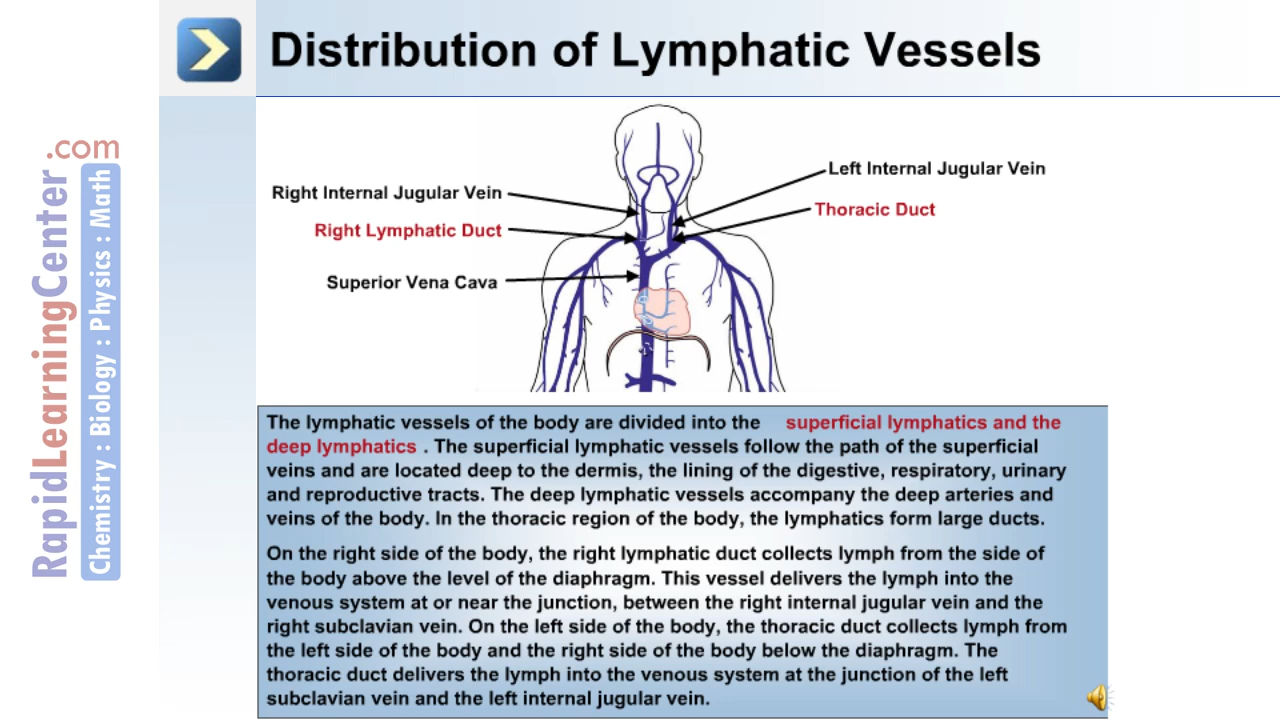 Distribution of Lymphatic Vessels
RapidLearningCenter.com
Chemistry : Biology : Physics : Math
Right Internal Jugular Vein
Right Lymphatic Duct
Superior Vena Cava
Left Internal Jugular Vein
Thoracic Duct
The lymphatic vessels of the body are divided into the superficial lymphatics and the
deep lymphatics . The superficial lymphatic vessels follow the path of the superficial
veins and are located deep to the dermis, the lining of the digestive, respiratory, urinary
and reproductive tracts. The deep lymphatic vessels accompany the deep arteries and
veins of the body. In the thoracic region of the body, the lymphatics form large ducts.
On the right side of the body, the right lymphatic duct collects lymph from the side of
the body above the level of the diaphragm. This vessel delivers the lymph into the
venous system at or near the junction, between the right internal jugular vein and the
right subclavian vein. On the left side of the body, the thoracic duct collects lymph from
the left side of the body and the right side of the body below the diaphragm. The
thoracic duct delivers the lymph into the venous system at the junction of the left
subclavian vein and the left internal jugular vein.